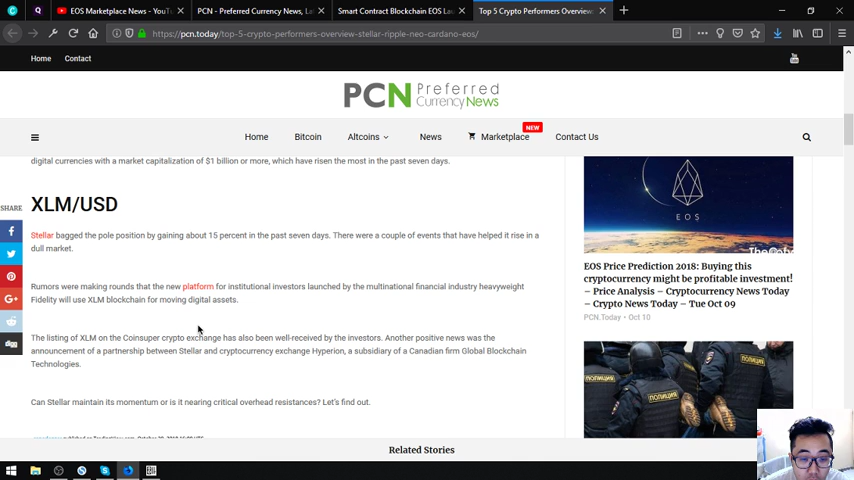 EOS Marketplace News - YouTu
PCN - Preferred Currency News, La
Smart Contract Blockchain EOS Lau
Top 5 Crypto Performers Overview
https://pcn.today/top-5-crypto-performers-overview-stellar-ripple-neo-cardano-eos/
Home Contact
PCN Preferred
Currency News
NEW
Home Bitcoin Altcoins News Marketplace Contact Us
digital currencies with a market capitalization of $1 billion or more, which have risen the most in the past seven days.
XLM/USD
SHARE
Stellar bagged the pole position by gaining about 15 percent in the past seven days. There were a couple of events that have helped it rise in a
dull market.
Rumors were making rounds that the new platform for institutional investors launched by the multinational financial industry heavyweight
Fidelity will use XLM blockchain for moving digital assets.
The listing of XLM on the Coinsuper crypto exchange has also been well-received by the investors. Another positive news was the
announcement of a partnership between Stellar and cryptocurrency exchange Hyperion, a subsidiary of a Canadian firm Global Blockchain
Technologies.
Can Stellar maintain its momentum or is it nearing critical overhead resistances? Let's find out.
EOS
EOS Price Prediction 2018: Buying this
cryptocurrency might be profitable investment!
– Price Analysis – Cryptocurrency News Today
– Crypto News Today – Tue Oct 09
PCN.Today • Oct 10
ПОЛИЦИЯ
ПОЛИЦИЯ
ПОЛИЦИЯ
Related Stories